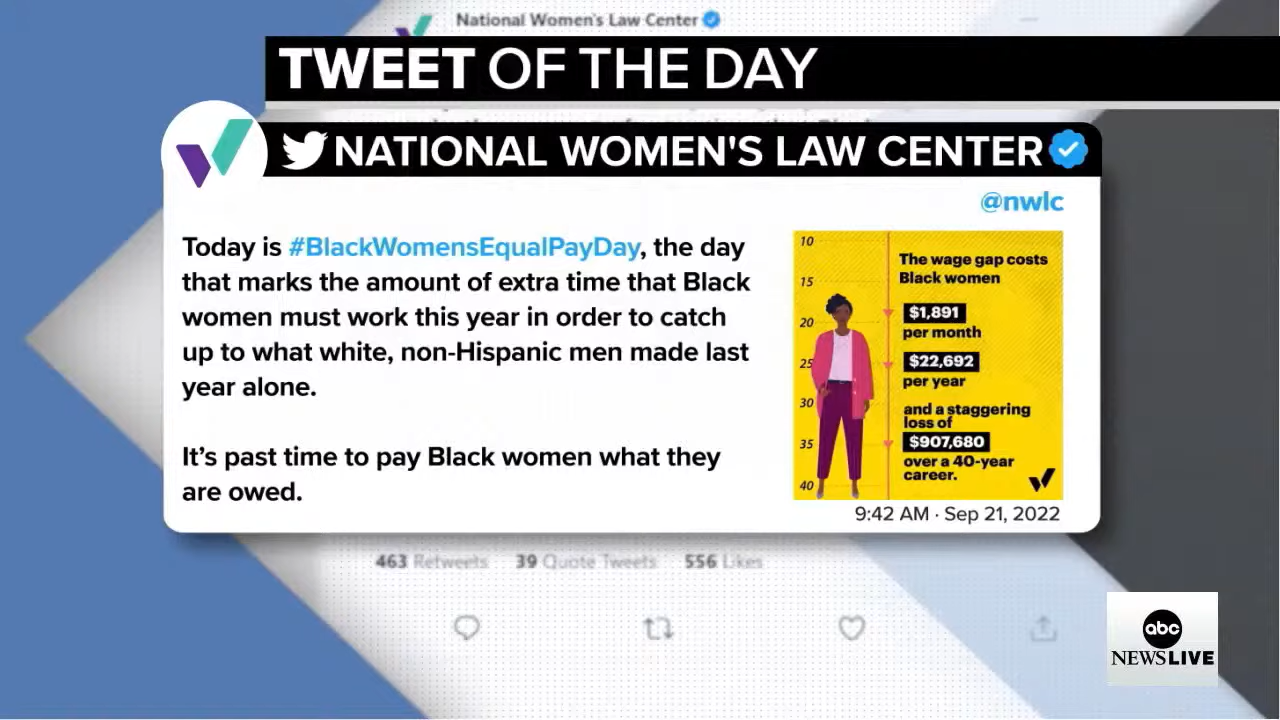 National Women's Law Center
TWEET OF THE DAY
NATIONAL WOMEN'S LAW CENTER
@nwlc
Today is #BlackWomensEqualPayDay, the day
that marks the amount of extra time that Black
women must work this year in order to catch
up to what white, non-Hispanic men made last
year alone.
It's past time to pay Black women what they
are owed.
10
15
20
25
30
35
40
The wage gap costs
Black women
$1,891
per month
$22,692
per year
and a staggering
loss of
$907,680
over a 40-year
career.
9:42 AM · Sep 21, 2022
463 Retweets 39 Quote Tweets 556 Likes
abc
NEWS LIVE